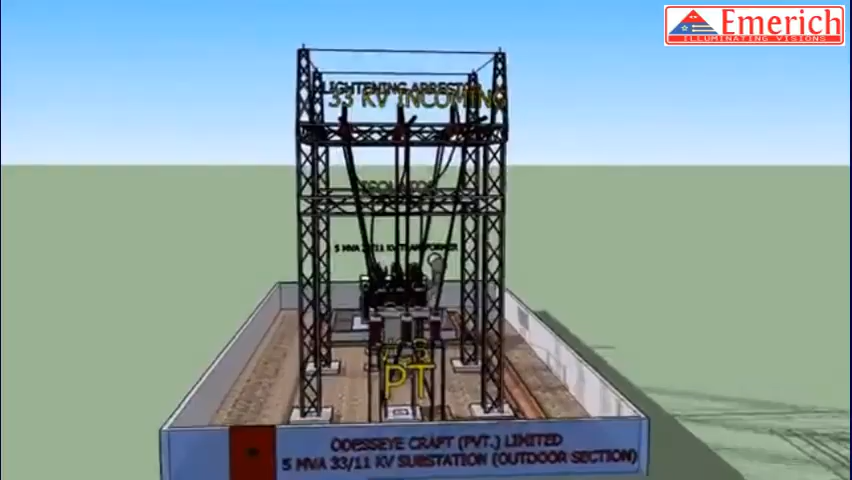 Emerich
ILLUMINATING VISIONS
LIGHTENING ARRESTER
33 KV INCOMING
ISOLATOR
5 MVA 33/11 KV TRANSFORMER
VCB
PT
ODESSEYE CRAFT (PVT.) LIMITED
5 MVA 33/11 KV SUBSTATION (OUTDOOR SECTION)